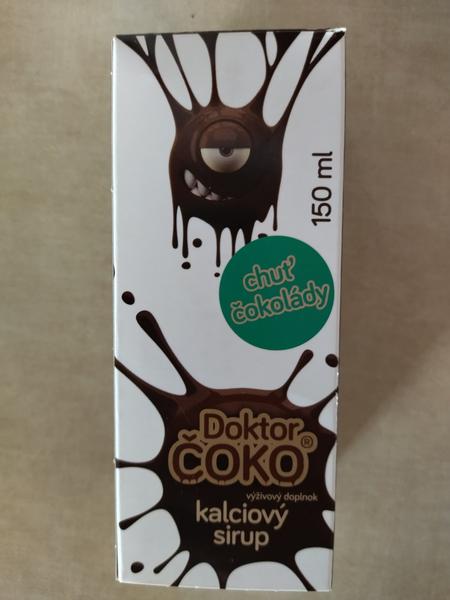 150 ml
chuť
čokolády
Doktor
ČOKO®
výživový doplnok
kalciový
sirup